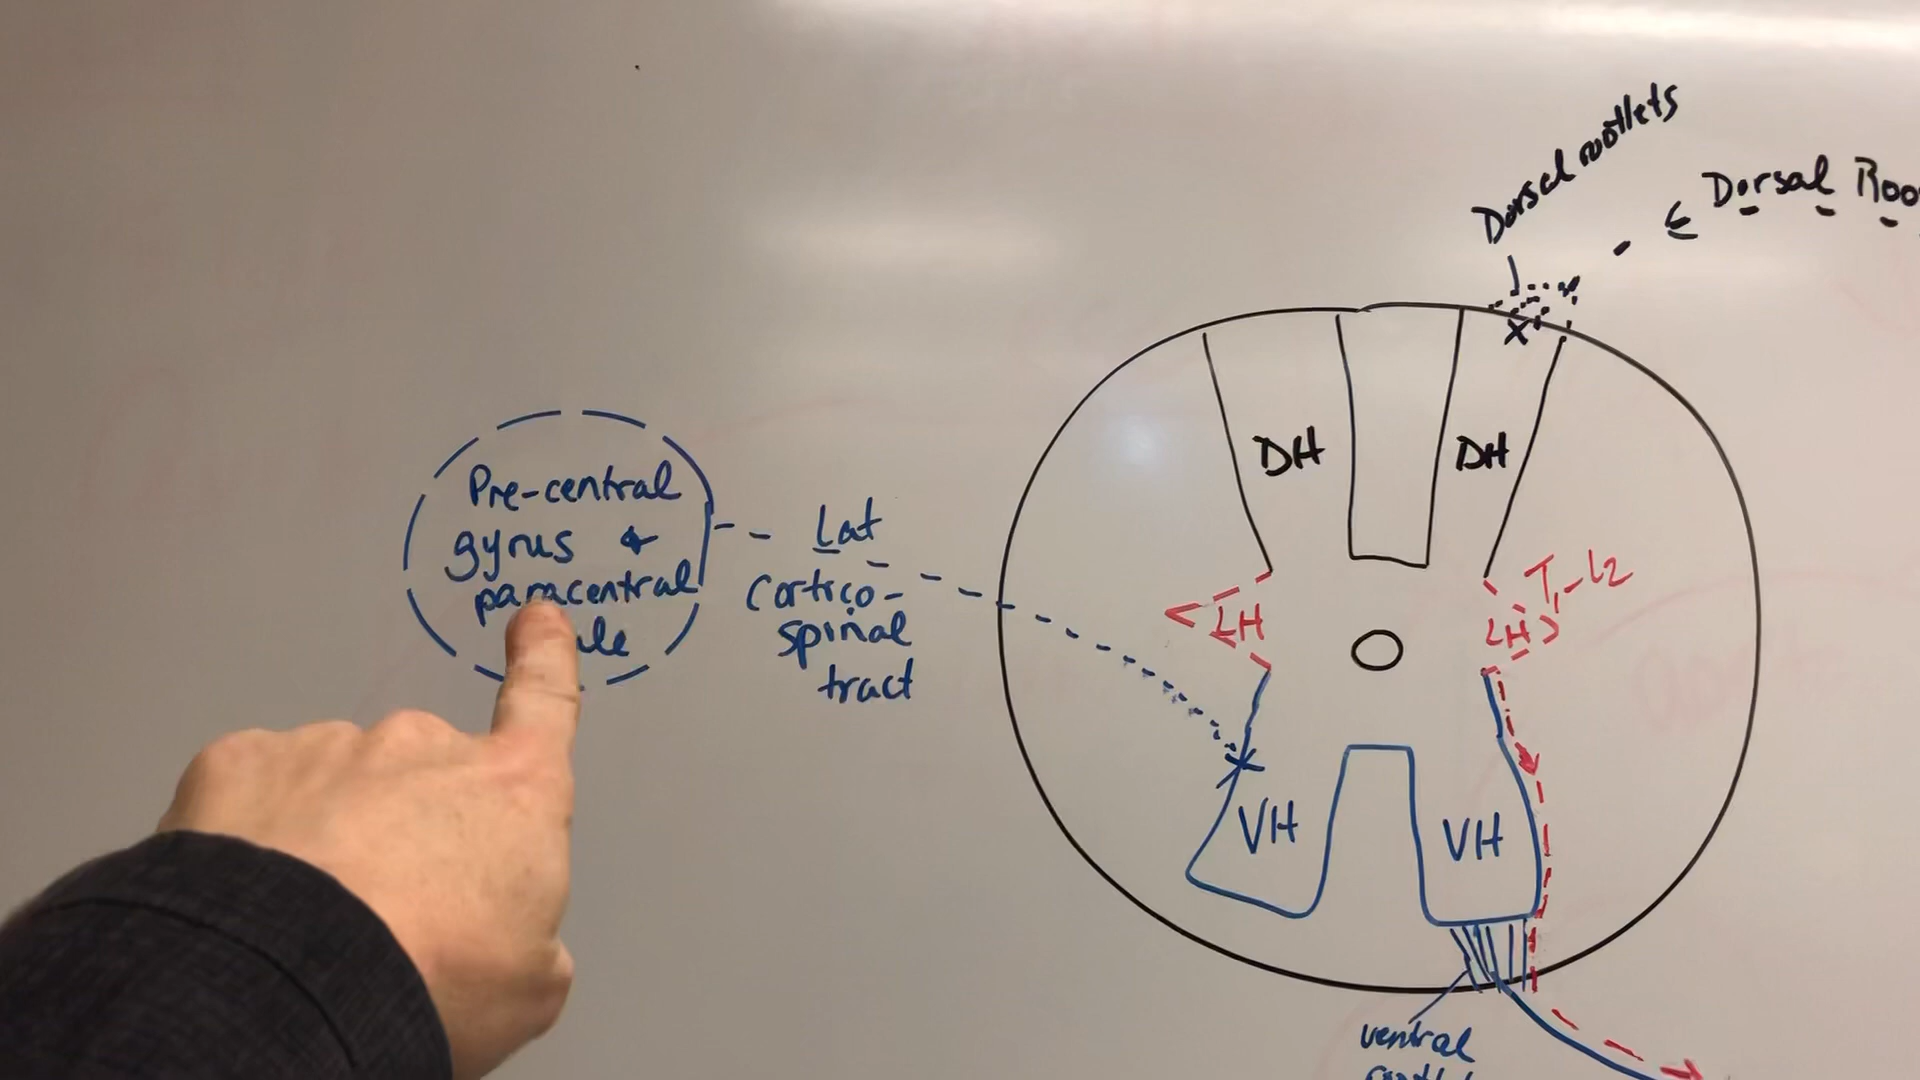 Dorsal rootlets
Dorsal Roo
DH
DH
Pre-central
gyrus &
paracentral
Lat
Cortico-
spinal
tract
LH
LH
T1-L2
VH
VH
ventral